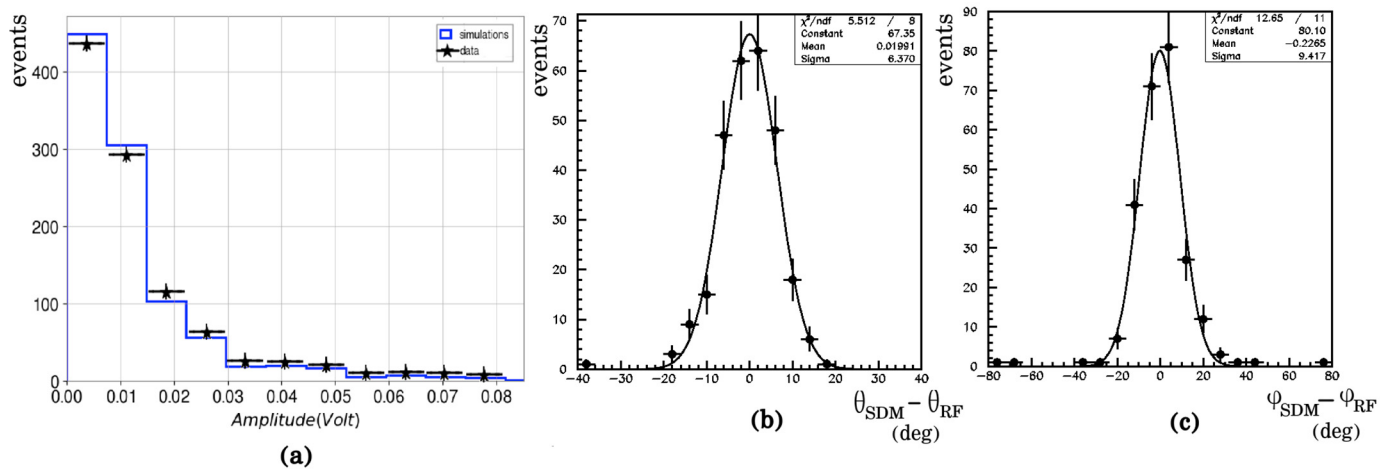 events
400
300
200
100
0
0.00 0.01 0.02 0.03 0.04 0.05 0.06 0.07 0.08
Amplitude(Volt)
simulations
data
(a)
events
70
60
50
40
30
20
10
0
−40 −30 −20 −10 0 10 20 30 40
χ²/ndf 5.512 / 8
Constant 67.35
Mean 0.01991
Sigma 6.370
θSDM − θRF
(deg)
(b)
events
90
80
70
60
50
40
30
20
10
0
−80 −60 −40 −20 0 20 40 60 80
χ²/ndf 12.65 / 11
Constant 80.10
Mean −0.2265
Sigma 9.417
φSDM − φRF
(deg)
(c)